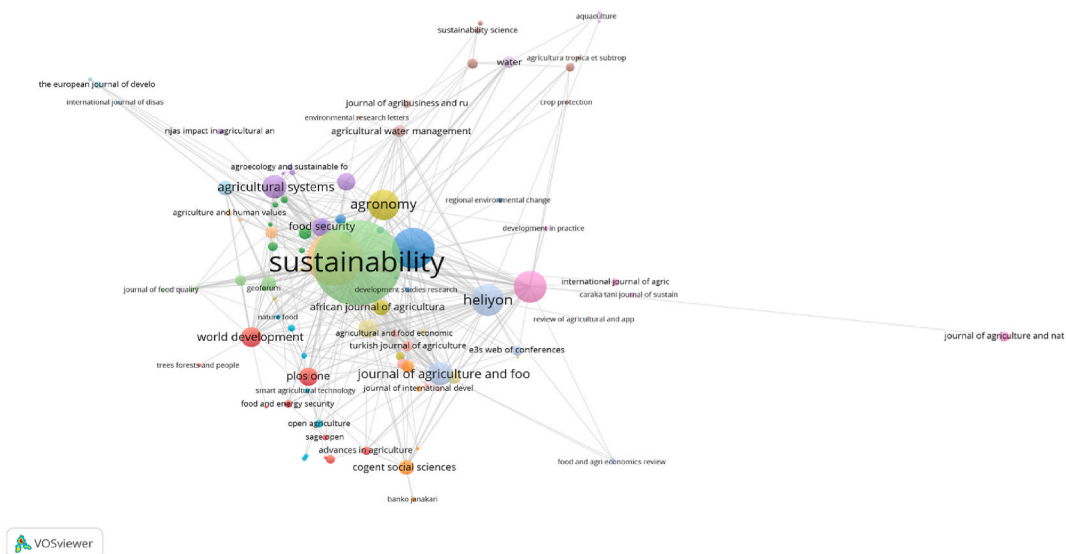 aquaculture
sustainability science
water
agricultura tropica et subtrop
the european journal of develo
international journal of disas
journal of agribusiness and ru
crop protection
environmental research letters
njas impact in agricultural an
agricultural water management
agroecology and sustainable fo
agricultural systems
agronomy
regional environmental change
agriculture and human values
food security
development in practice
sustainability
international journal of agric
journal of food quality
geoforum
development studies research
caraka tani journal of sustain
heliyon
african journal of agricultura
nature food
review of agricultural and app
agricultural and food economic
world development
journal of agriculture and nat
turkish journal of agriculture
e3s web of conferences
trees forests and people
plos one
journal of agriculture and foo
smart agricultural technology
journal of international devel
food and energy security
open agriculture
sage open
advances in agriculture
food and agri economics review
cogent social sciences
banko janakari
VOSviewer